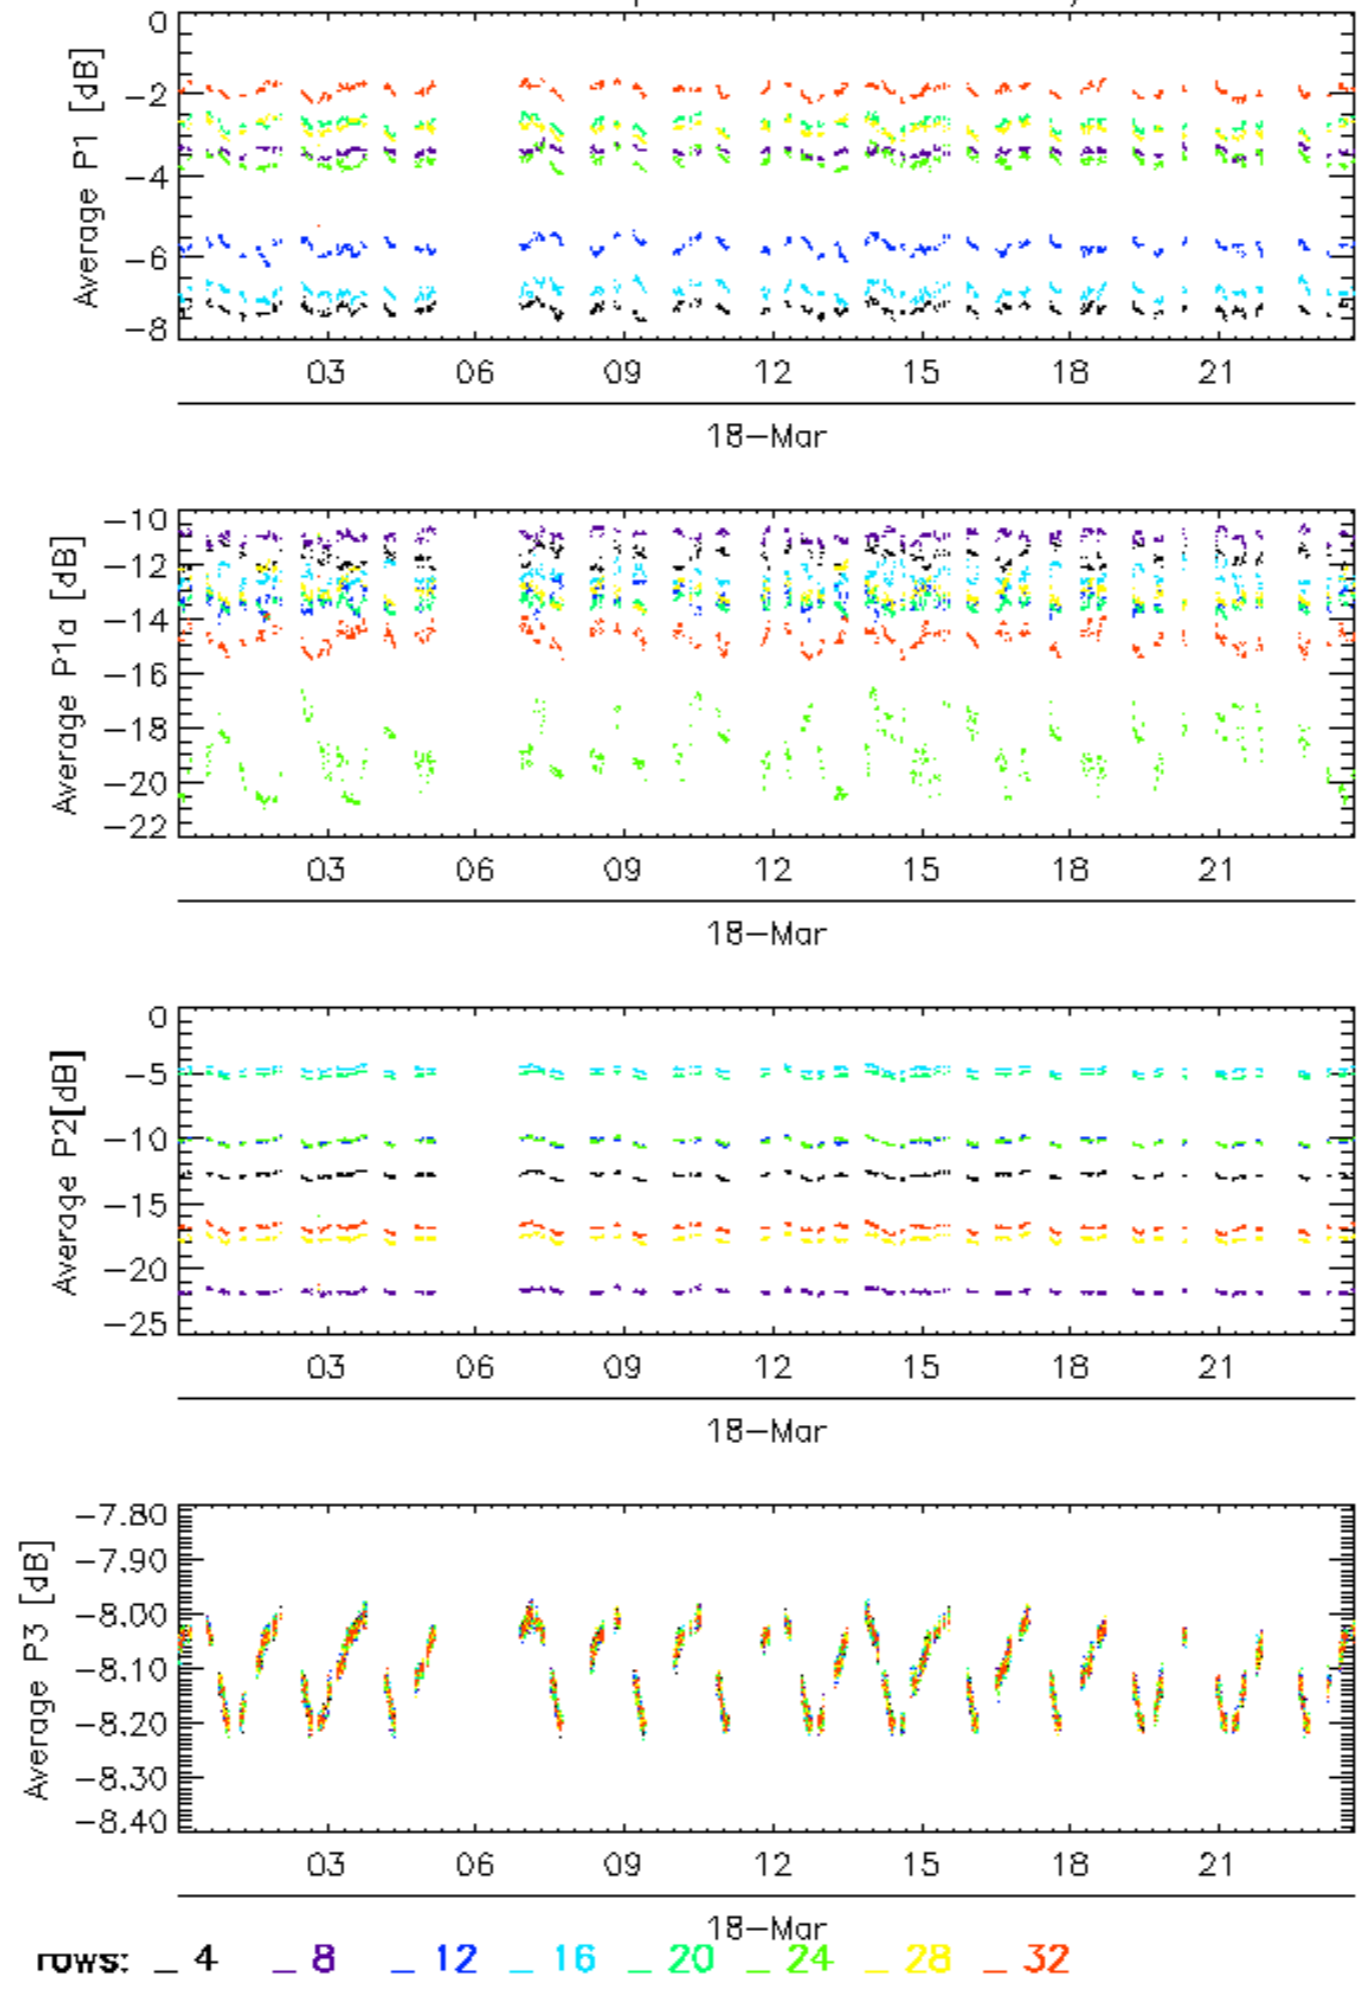 0
−2
−4
−6
−8
Average P1 [dB]
03 06 09 12 15 18 21
18−Mar
−10
−12
−14
−16
−18
−20
−22
Average P1a [dB]
03 06 09 12 15 18 21
18−Mar
0
−5
−10
−15
−20
−25
Average P2[dB]
03 06 09 12 15 18 21
18−Mar
−7.80
−7.90
−8.00
−8.10
−8.20
−8.30
−8.40
Average P3 [dB]
03 06 09 12 15 18 21
18−Mar
rows: _ 4 _ 8 _ 12 _ 16 _ 20 _ 24 _ 28 _ 32